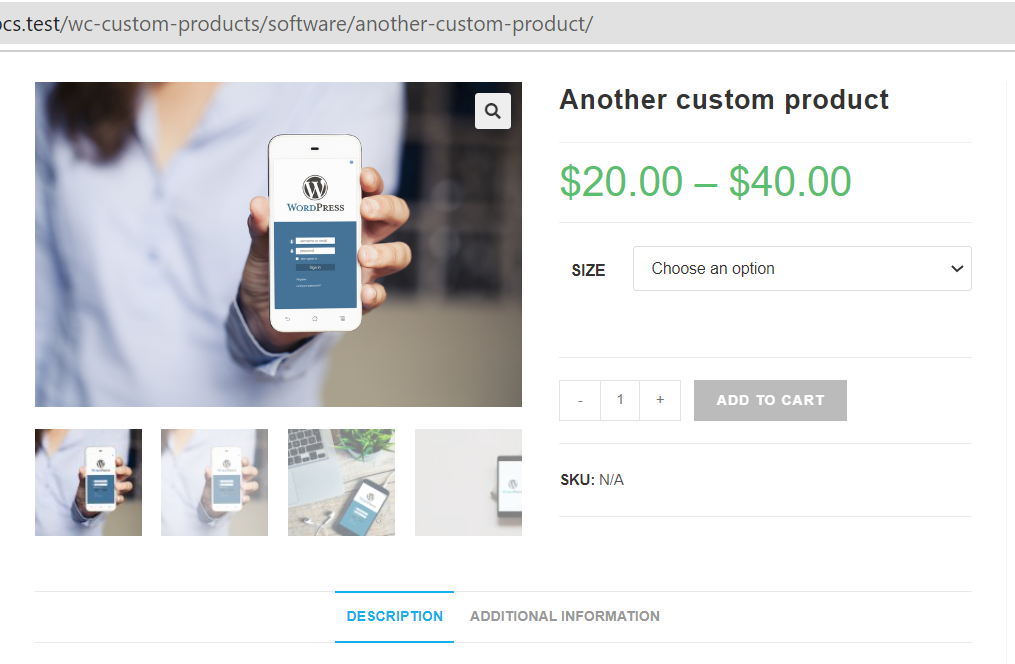 ocs.test/wc-custom-products/software/another-custom-product/
Another custom product
$20.00 – $40.00
SIZE
Choose an option
- 1 +
ADD TO CART
SKU: N/A
WORDPRESS
Sign In
DESCRIPTION
ADDITIONAL INFORMATION